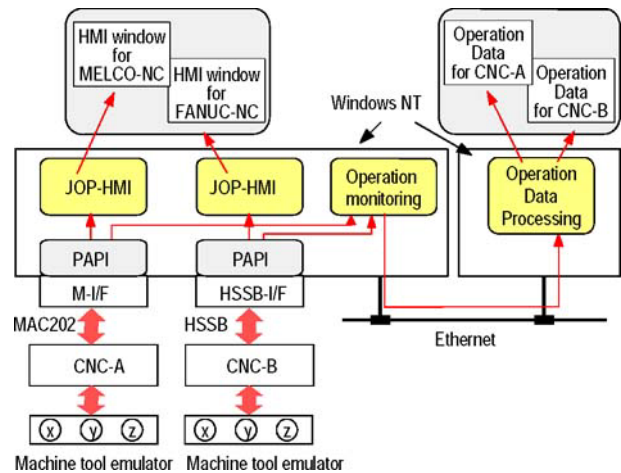 HMI window
for
MELCO-NC
HMI window
for
FANUC-NC
Operation
Data
for CNC-A
Operation
Data
for CNC-B
Windows NT
JOP-HMI
JOP-HMI
Operation
monitoring
Operation
Data
Processing
PAPI
PAPI
M-I/F
HSSB-I/F
MAC202
HSSB
Ethernet
CNC-A
CNC-B
x y z
x y z
Machine tool emulator
Machine tool emulator